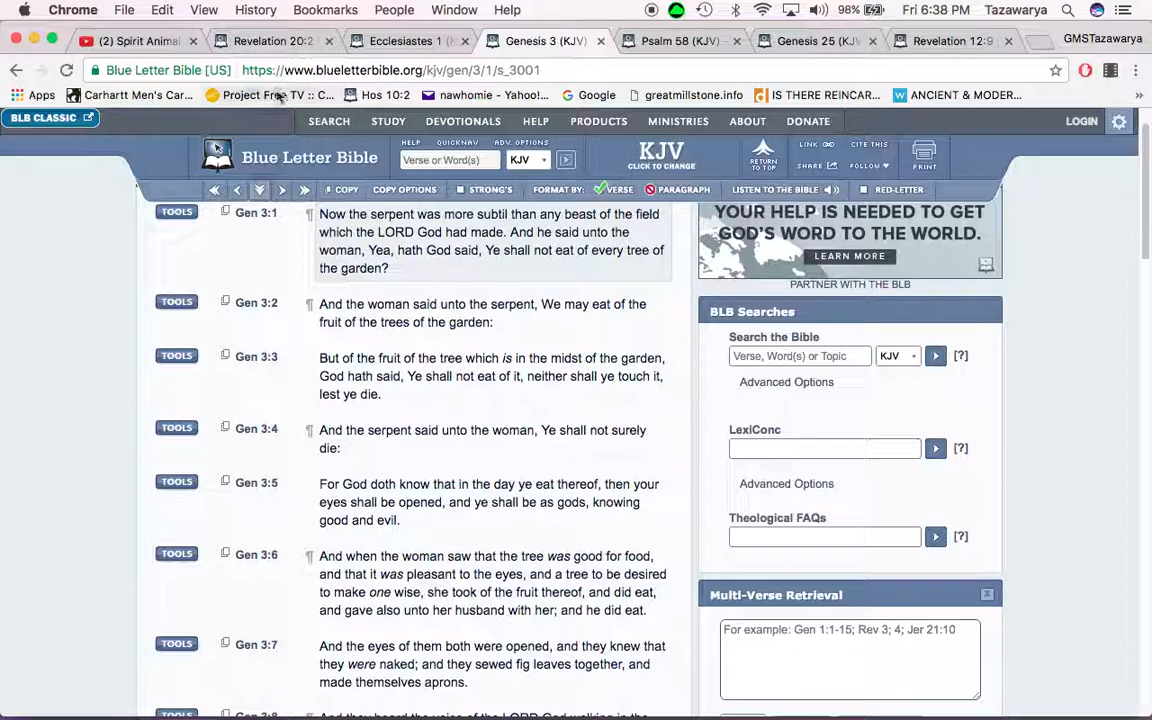 Chrome File Edit View History Bookmarks People Window Help 98% Fri 6:38 PM Tazawarya
(2) Spirit Animal × Revelation 20:2 × Ecclesiastes 1 ( × Genesis 3 (KJV) × Psalm 58 (KJV) - × Genesis 25 (KJV) × Revelation 12:9 × GMSTazawarya
Blue Letter Bible [US] https://www.blueletterbible.org/kjv/gen/3/1/s_3001
Apps Carhartt Men's Car... Project Free TV :: C... Hos 10:2 nawhomie - Yahoo!... Google greatmillstone.info IS THERE REINCAR... ANCIENT & MODER... »
BLB CLASSIC SEARCH STUDY DEVOTIONALS HELP PRODUCTS MINISTRIES ABOUT DONATE LOGIN
HELP QUICKNAV ADV. OPTIONS
Blue Letter Bible Verse or Word(s) KJV KJV CLICK TO CHANGE RETURN TO TOP LINK CITE THIS SHARE FOLLOW PRINT
COPY COPY OPTIONS STRONG'S FORMAT BY: VERSE PARAGRAPH LISTEN TO THE BIBLE RED-LETTER
TOOLS Gen 3:1 ¶ Now the serpent was more subtil than any beast of the field
which the LORD God had made. And he said unto the
woman, Yea, hath God said, Ye shall not eat of every tree of
the garden?
TOOLS Gen 3:2 ¶ And the woman said unto the serpent, We may eat of the
fruit of the trees of the garden:
TOOLS Gen 3:3 But of the fruit of the tree which is in the midst of the garden,
God hath said, Ye shall not eat of it, neither shall ye touch it,
lest ye die.
TOOLS Gen 3:4 ¶ And the serpent said unto the woman, Ye shall not surely
die:
TOOLS Gen 3:5 For God doth know that in the day ye eat thereof, then your
eyes shall be opened, and ye shall be as gods, knowing
good and evil.
TOOLS Gen 3:6 ¶ And when the woman saw that the tree was good for food,
and that it was pleasant to the eyes, and a tree to be desired
to make one wise, she took of the fruit thereof, and did eat,
and gave also unto her husband with her; and he did eat.
TOOLS Gen 3:7 And the eyes of them both were opened, and they knew that
they were naked; and they sewed fig leaves together, and
made themselves aprons.
YOUR HELP IS NEEDED TO GET
GOD'S WORD TO THE WORLD.
LEARN MORE
PARTNER WITH THE BLB
BLB Searches
Search the Bible
Verse, Word(s) or Topic KJV [?]
Advanced Options
LexiConc
[?]
Advanced Options
Theological FAQs
[?]
Multi-Verse Retrieval x
For example: Gen 1:1-15; Rev 3; 4; Jer 21:10